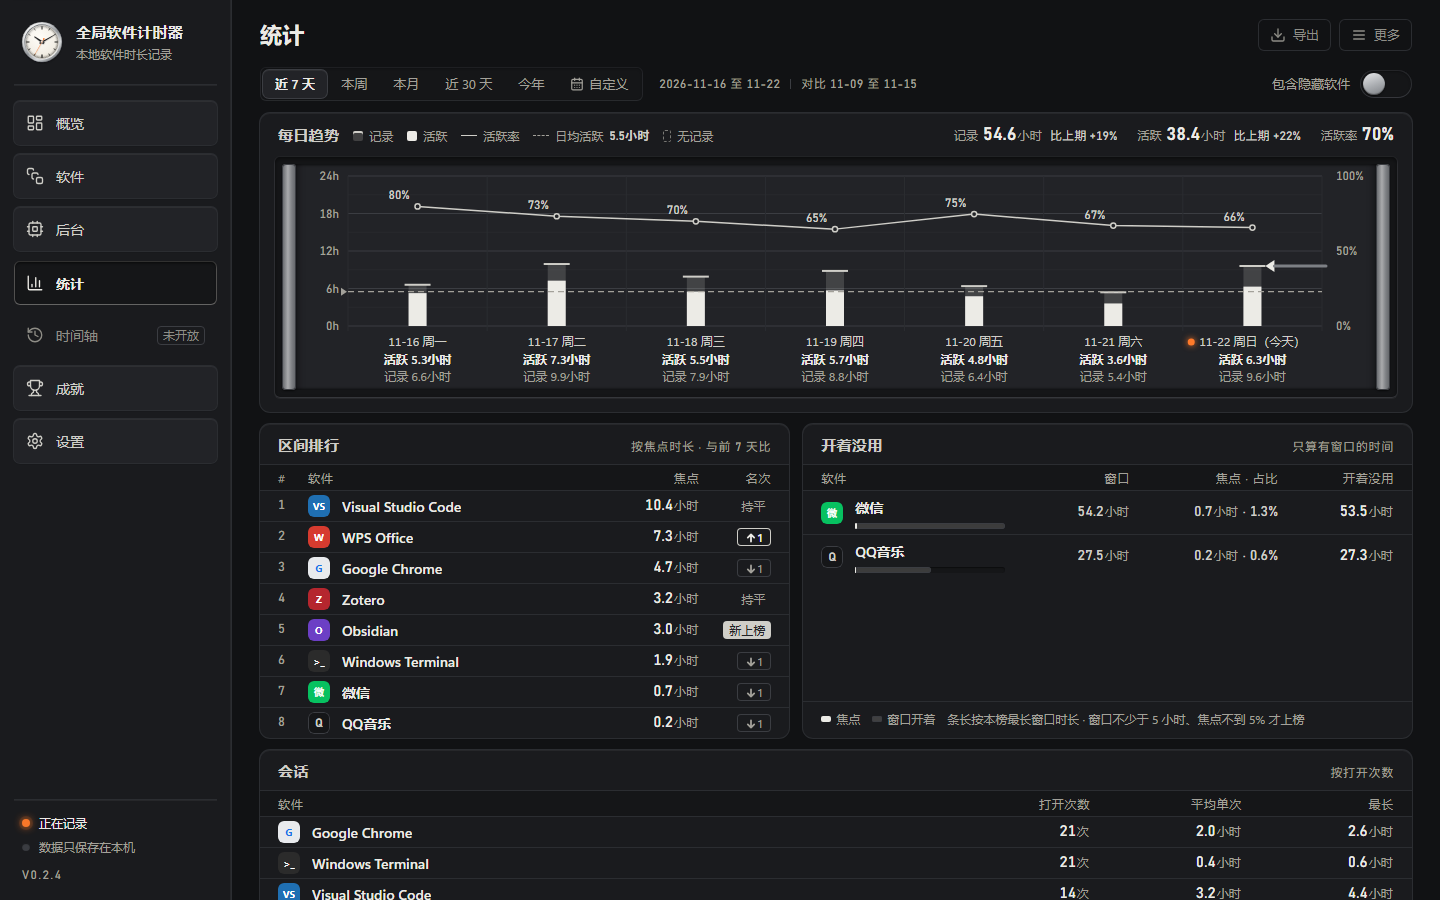 全局软件计时器
本地软件时长记录
概览
软件
后台
统计
时间轴 未开放
成就
设置
正在记录
数据只保存在本机
V0.2.4
统计
导出 更多
近 7 天 本周 本月 近 30 天 今年 自定义 2026-11-16 至 11-22 对比 11-09 至 11-15 包含隐藏软件
每日趋势 记录 活跃 活跃率 日均活跃 5.5小时 无记录 记录 54.6小时 比上期 +19% 活跃 38.4小时 比上期 +22% 活跃率 70%
24h 100%
80% 73% 70% 65% 75% 67% 66%
18h
12h 50%
6h
0h 0%
11-16 周一 11-17 周二 11-18 周三 11-19 周四 11-20 周五 11-21 周六 11-22 周日 (今天)
活跃 5.3小时 活跃 7.3小时 活跃 5.5小时 活跃 5.7小时 活跃 4.8小时 活跃 3.6小时 活跃 6.3小时
记录 6.6小时 记录 9.9小时 记录 7.9小时 记录 8.8小时 记录 6.4小时 记录 5.4小时 记录 9.6小时
区间排行 按焦点时长 · 与前 7 天比
# 软件 焦点 名次
1 VS Visual Studio Code 10.4小时 持平
2 W WPS Office 7.3小时 ↑1
3 G Google Chrome 4.7小时 ↓1
4 Z Zotero 3.2小时 持平
5 O Obsidian 3.0小时 新上榜
6 >_ Windows Terminal 1.9小时 ↓1
7 微 微信 0.7小时 ↓1
8 Q QQ音乐 0.2小时 ↓1
开着没用 只算有窗口的时间
软件 窗口 焦点 · 占比 开着没用
微 微信 54.2小时 0.7小时 · 1.3% 53.5小时
Q QQ音乐 27.5小时 0.2小时 · 0.6% 27.3小时
焦点 窗口开着 条长按本榜最长窗口时长 · 窗口不少于 5 小时、焦点不到 5% 才上榜
会话 按打开次数
软件 打开次数 平均单次 最长
G Google Chrome 21次 2.0小时 2.6小时
>_ Windows Terminal 21次 0.4小时 0.6小时
VS Visual Studio Code 14次 3.2小时 4.4小时